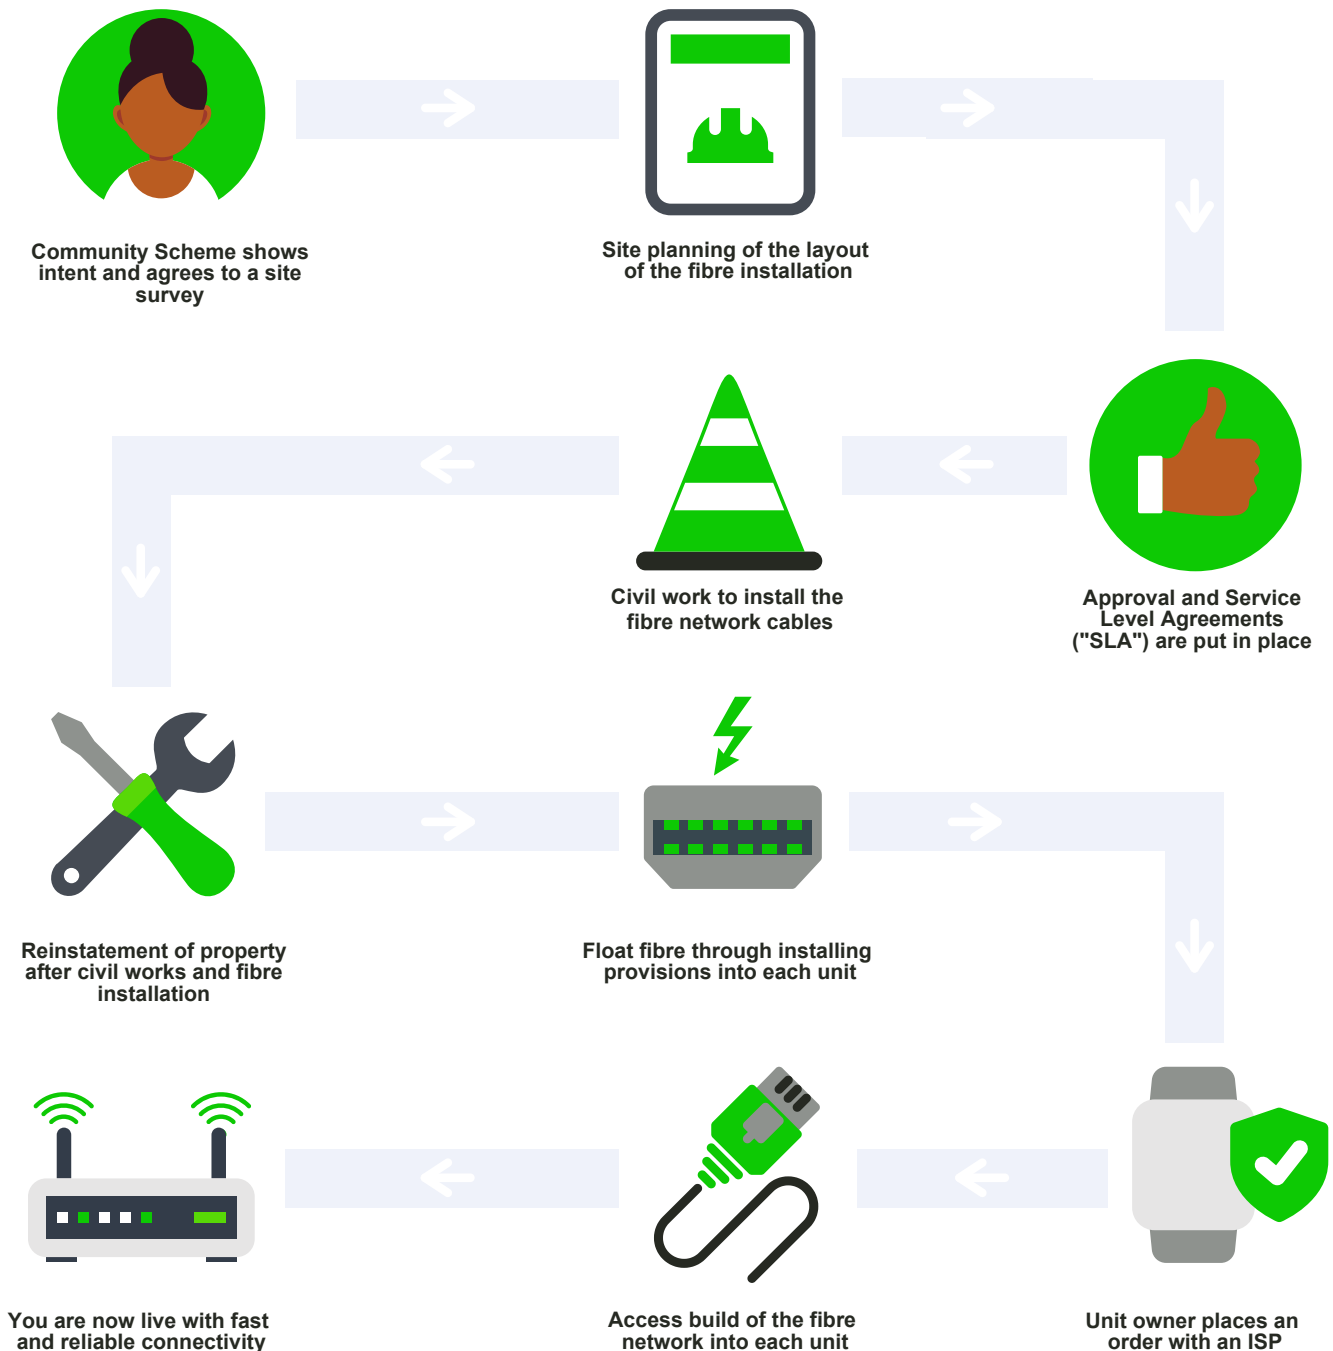 Community Scheme shows
intent and agrees to a site
survey
Site planning of the layout
of the fibre installation
Approval and Service
Level Agreements
("SLA") are put in place
Civil work to install the
fibre network cables
Reinstatement of property
after civil works and fibre
installation
Float fibre through installing
provisions into each unit
Unit owner places an
order with an ISP
Access build of the fibre
network into each unit
You are now live with fast
and reliable connectivity